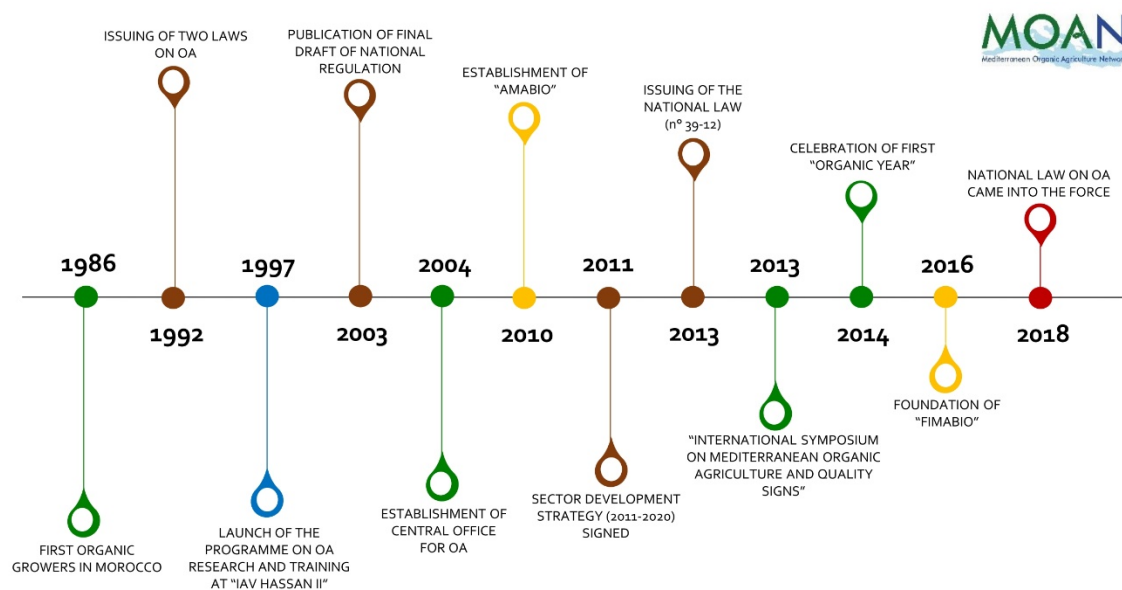 MOAN
Mediterranean Organic Agriculture Network
ISSUING OF TWO LAWS
ON OA
PUBLICATION OF FINAL
DRAFT OF NATIONAL
REGULATION
ESTABLISHMENT OF
“AMABIO”
ISSUING OF THE
NATIONAL LAW
(n° 39-12)
CELEBRATION OF FIRST
“ORGANIC YEAR”
NATIONAL LAW ON OA
CAME INTO THE FORCE
1986
1992
1997
2003
2004
2010
2011
2013
2013
2014
2016
2018
FIRST ORGANIC
GROWERS IN MOROCCO
LAUNCH OF THE
PROGRAMME ON OA
RESEARCH AND TRAINING
AT “IAV HASSAN II”
ESTABLISHMENT OF
CENTRAL OFFICE
FOR OA
SECTOR DEVELOPMENT
STRATEGY (2011-2020)
SIGNED
“INTERNATIONAL SYMPOSIUM
ON MEDITERRANEAN ORGANIC
AGRICULTURE AND QUALITY
SIGNS”
FOUNDATION OF
“FIMABIO”